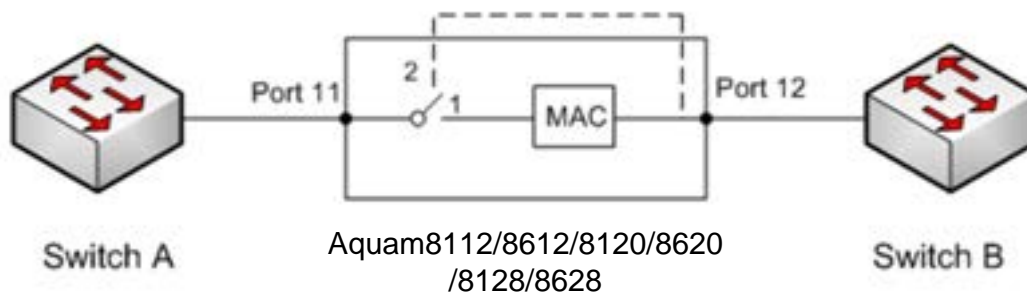 2
Port 11
1
MAC
Port 12
Switch A
Aquam8112/8612/8120/8620
/8128/8628
Switch B